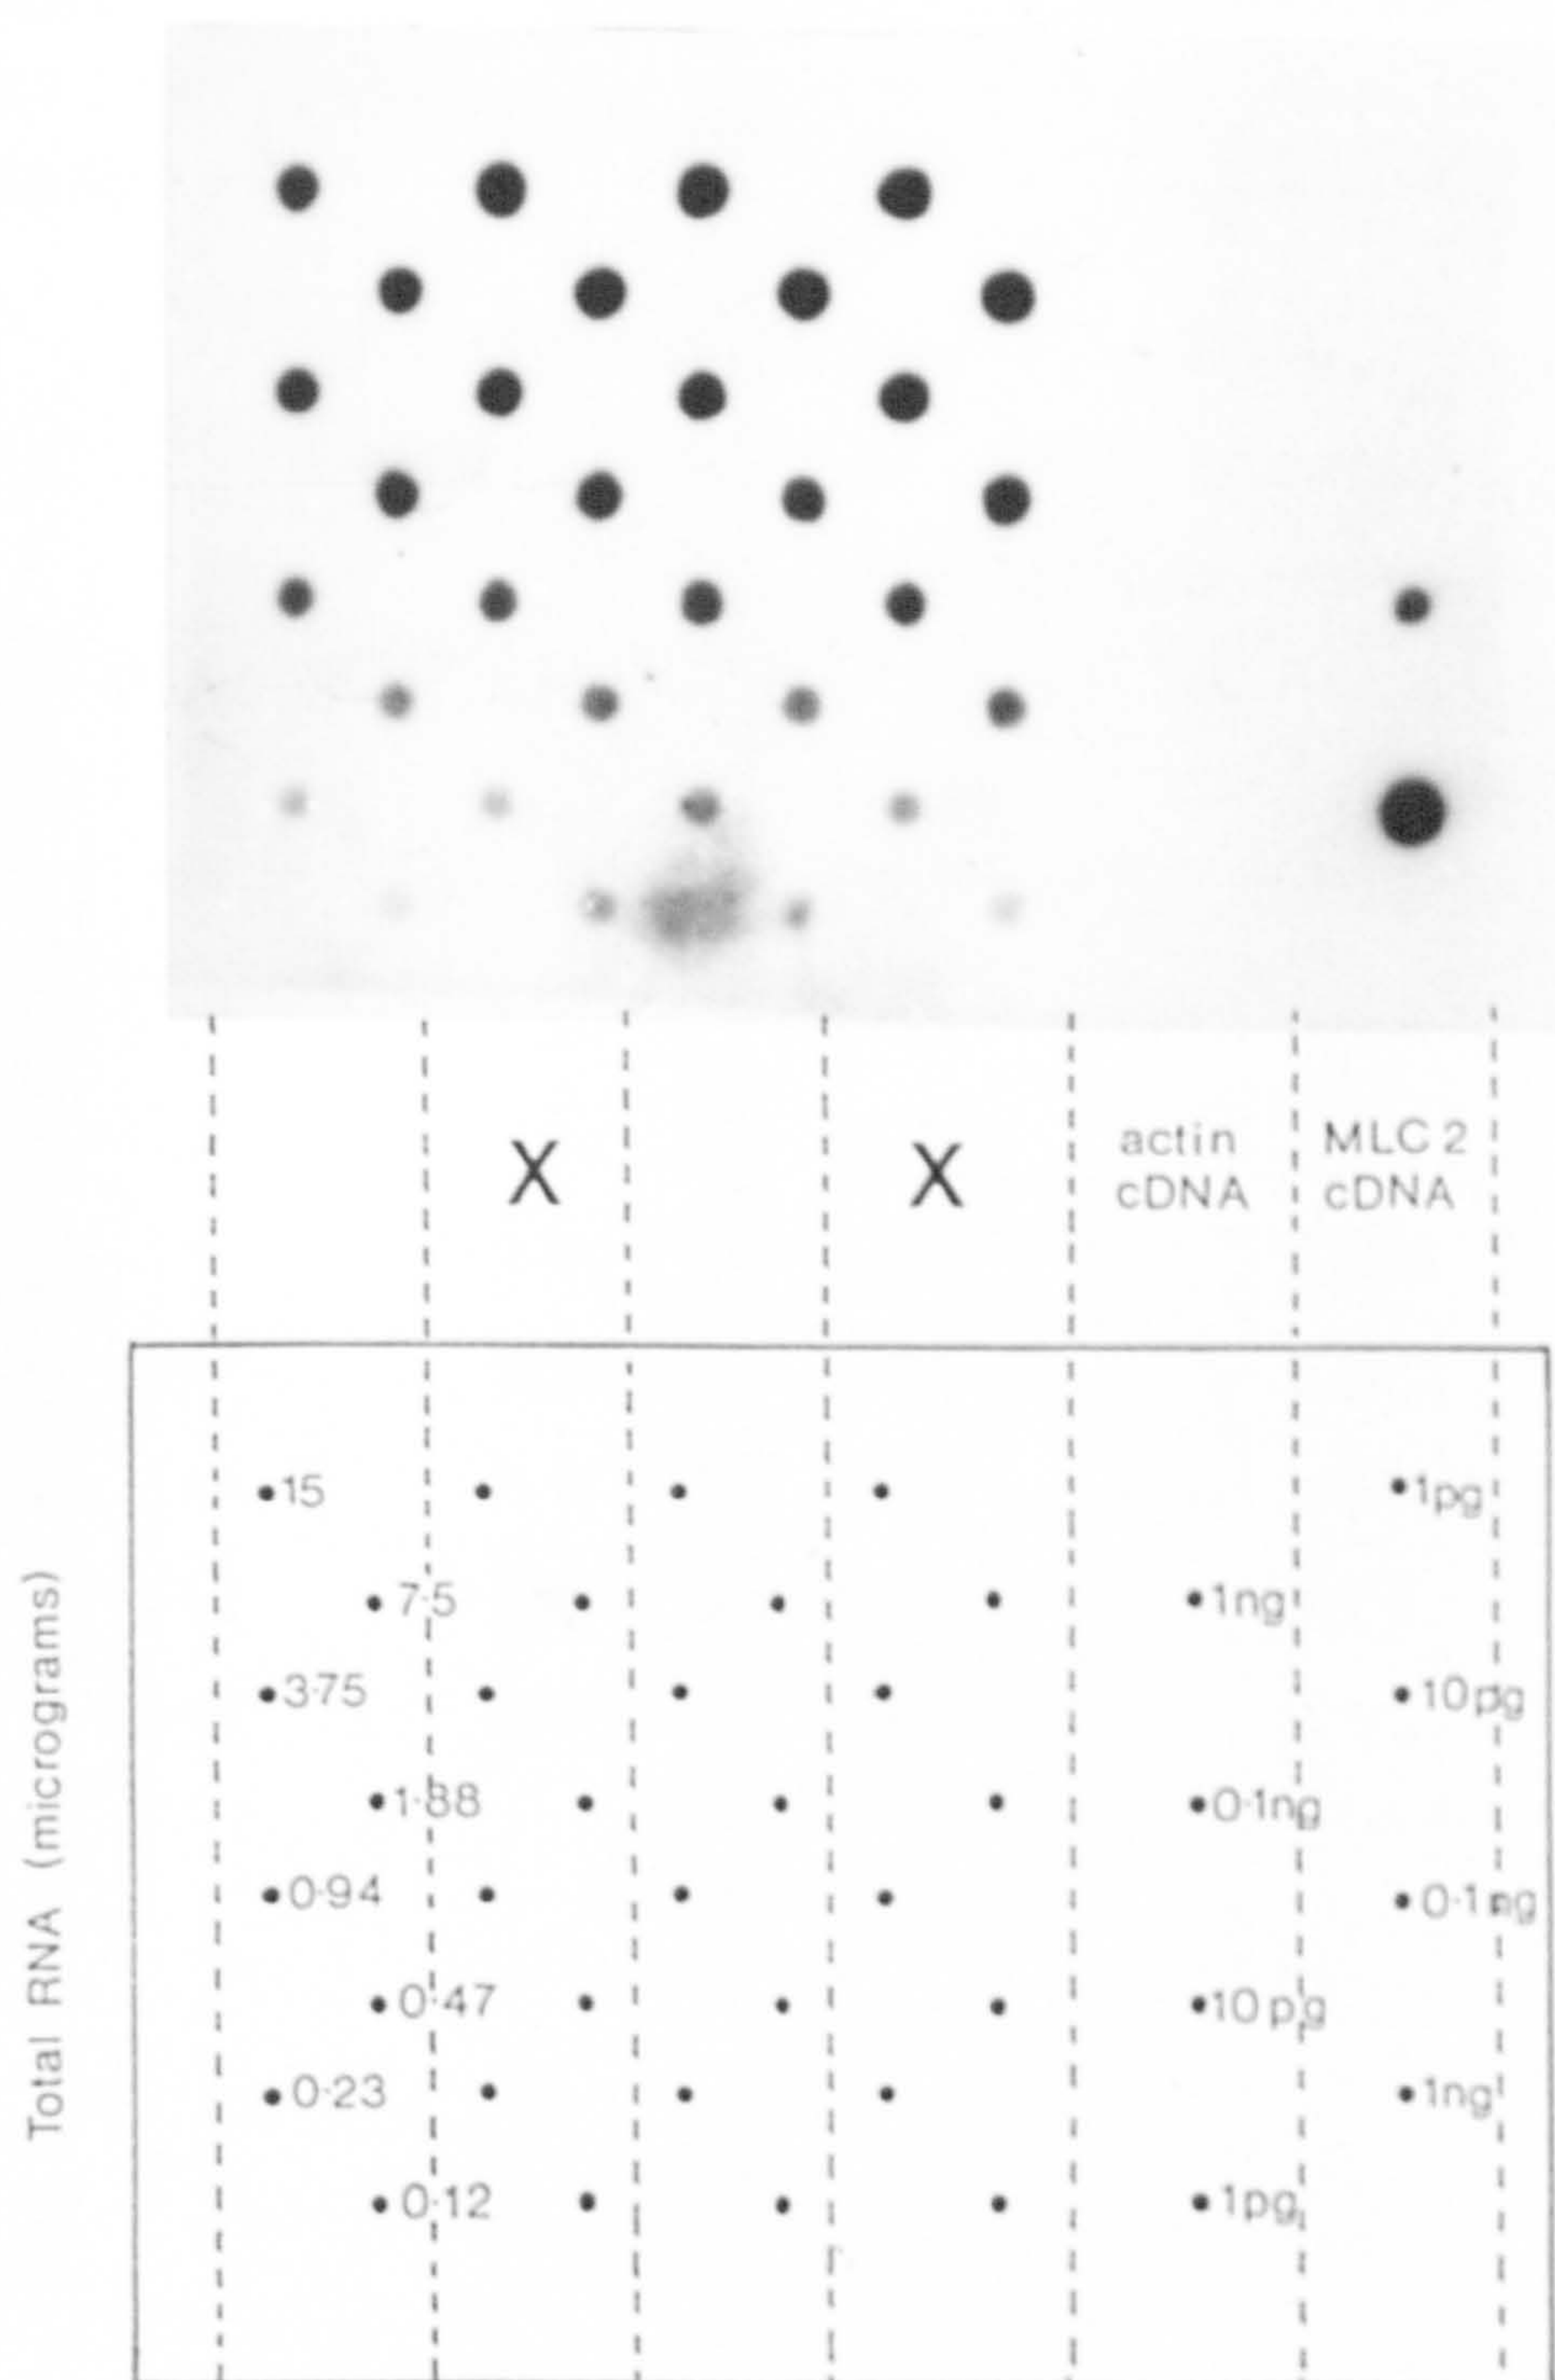 X X actin MLC 2
cDNA cDNA
Total RNA (micrograms)
15 1pg
7·5 1ng
3·75 10pg
1·88 0·1ng
0·94 0·1ng
0·47 10pg
0·23 1ng
0·12 1pg